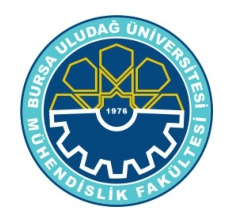 BURSA ULUDAĞ ÜNİVERSİTESİ
1976
MÜHENDİSLİK FAKÜLTESİ